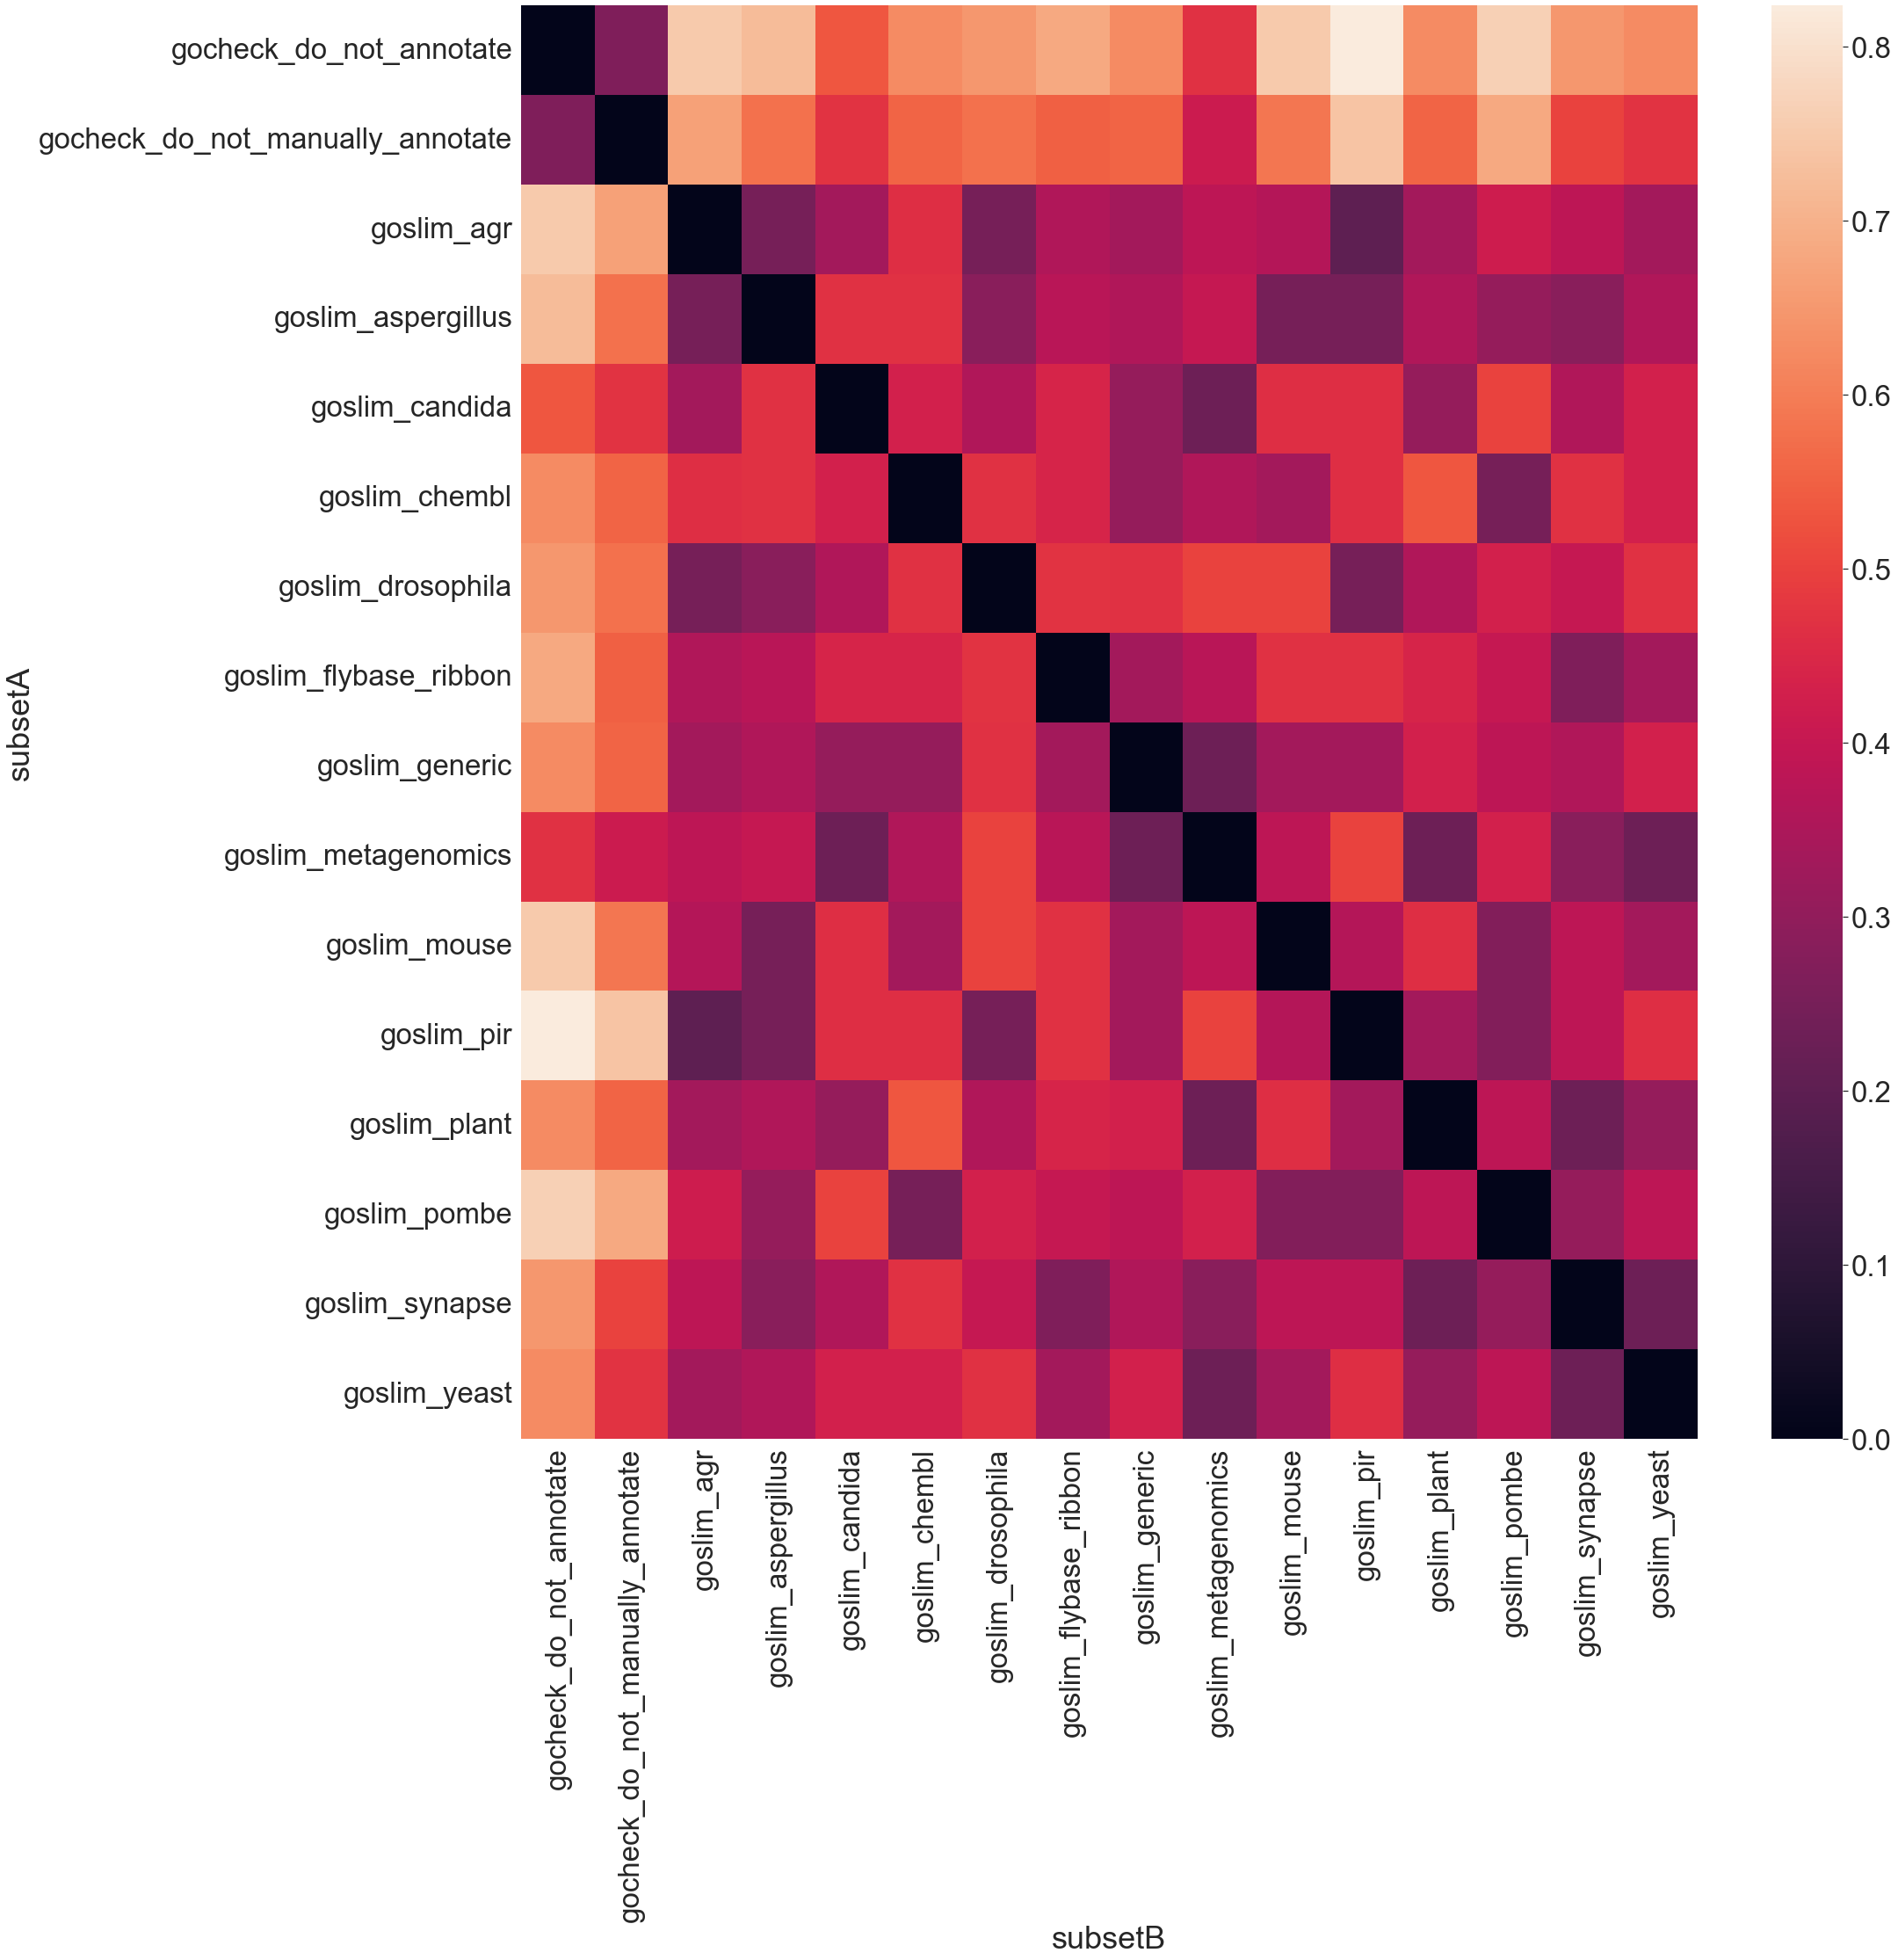 gocheck_do_not_annotate
gocheck_do_not_manually_annotate
goslim_agr
goslim_aspergillus
goslim_candida
goslim_chembl
goslim_drosophila
goslim_flybase_ribbon
goslim_generic
goslim_metagenomics
goslim_mouse
goslim_pir
goslim_plant
goslim_pombe
goslim_synapse
goslim_yeast
subsetA
gocheck_do_not_annotate
gocheck_do_not_manually_annotate
goslim_agr
goslim_aspergillus
goslim_candida
goslim_chembl
goslim_drosophila
goslim_flybase_ribbon
goslim_generic
goslim_metagenomics
goslim_mouse
goslim_pir
goslim_plant
goslim_pombe
goslim_synapse
goslim_yeast
subsetB
0.8
0.7
0.6
0.5
0.4
0.3
0.2
0.1
0.0